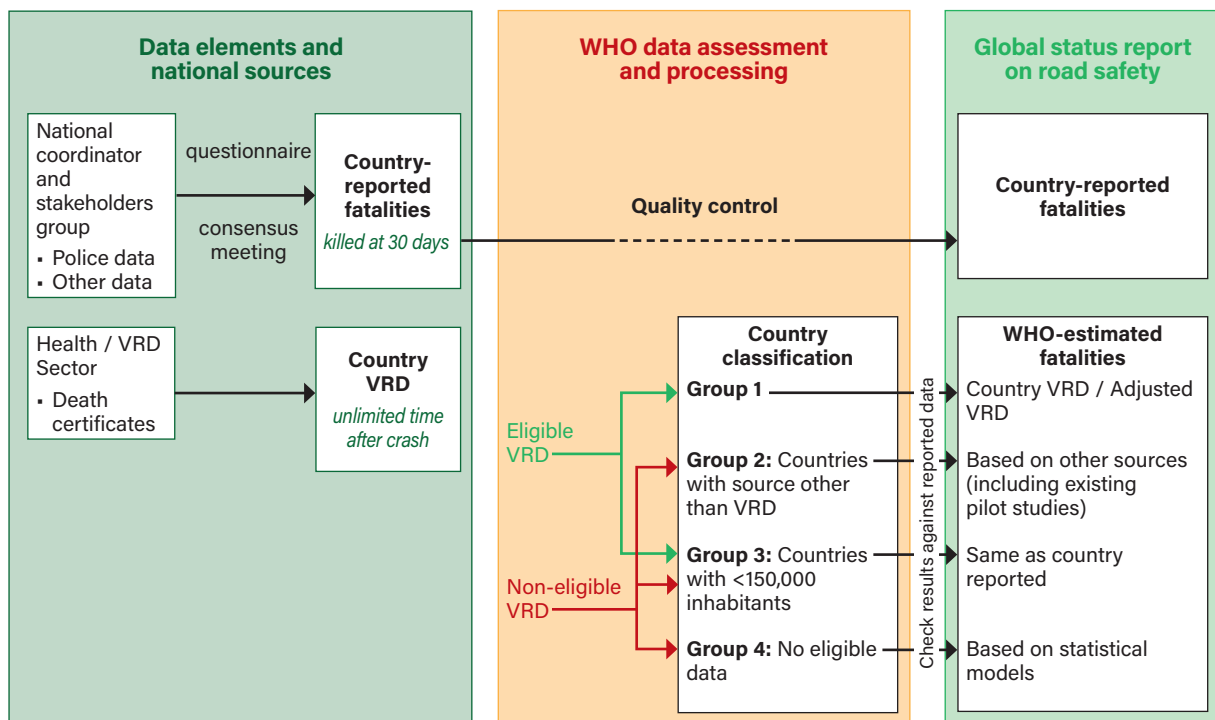 Data elements and
national sources
National
coordinator
and
stakeholders
group
▪ Police data
▪ Other data
questionnaire
consensus
meeting
Country-
reported
fatalities
killed at 30 days
Health / VRD
Sector
▪ Death
certificates
Country
VRD
unlimited time
after crash
WHO data assessment
and processing
Quality control
Eligible
VRD
Non-eligible
VRD
Country
classification
Group 1
Group 2: Countries
with source other
than VRD
Group 3: Countries
with <150,000
inhabitants
Group 4: No eligible
data
Check results against reported data
Global status report
on road safety
Country-reported
fatalities
WHO-estimated
fatalities
Country VRD / Adjusted
VRD
Based on other sources
(including existing
pilot studies)
Same as country
reported
Based on statistical
models